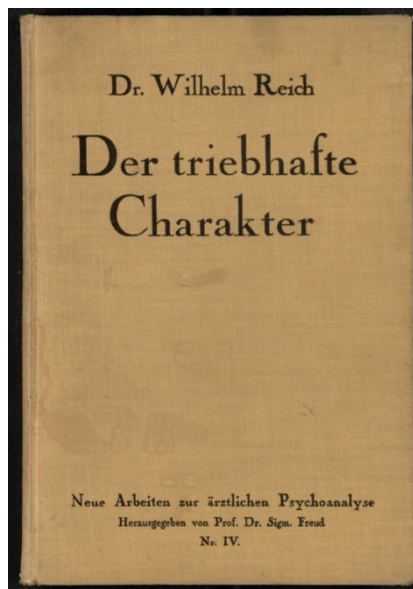 Dr. Wilhelm Reich
Der triebhafte
Charakter
Neue Arbeiten zur ärztlichen Psychoanalyse
Herausgegeben von Prof. Dr. Sigm. Freud
Nr. IV.